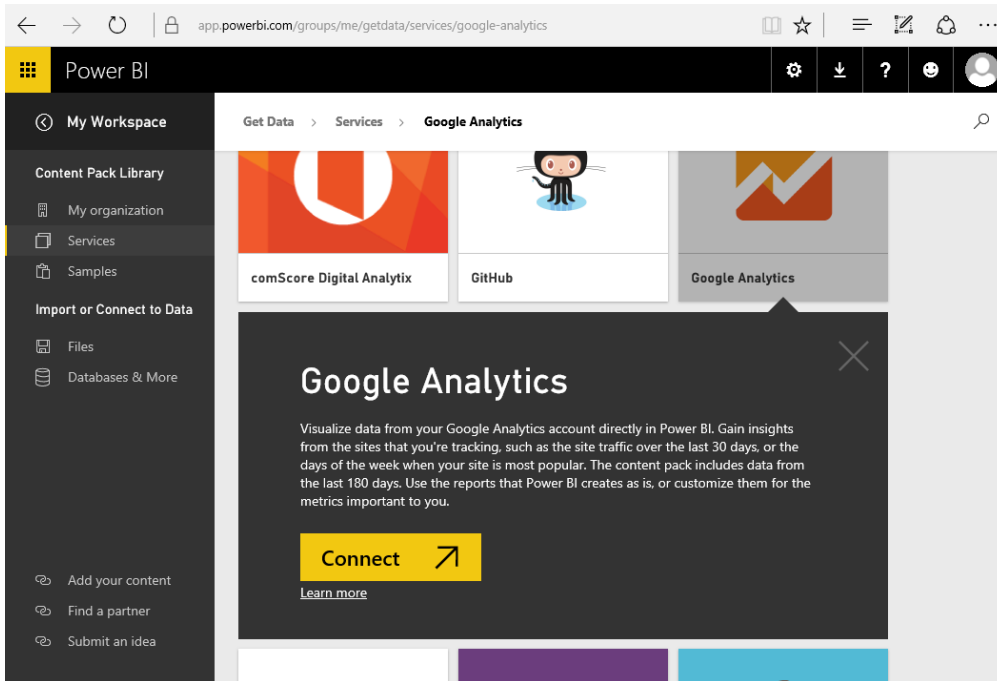 app.powerbi.com/groups/me/getdata/services/google-analytics
Power BI
?
My Workspace
Get Data > Services > Google Analytics
Content Pack Library
My organization
Services
Samples
Import or Connect to Data
Files
Databases & More
Add your content
Find a partner
Submit an idea
comScore Digital Analytix
GitHub
Google Analytics
Google Analytics
Visualize data from your Google Analytics account directly in Power BI. Gain insights
from the sites that you're tracking, such as the site traffic over the last 30 days, or the
days of the week when your site is most popular. The content pack includes data from
the last 180 days. Use the reports that Power BI creates as is, or customize them for the
metrics important to you.
Connect
Learn more